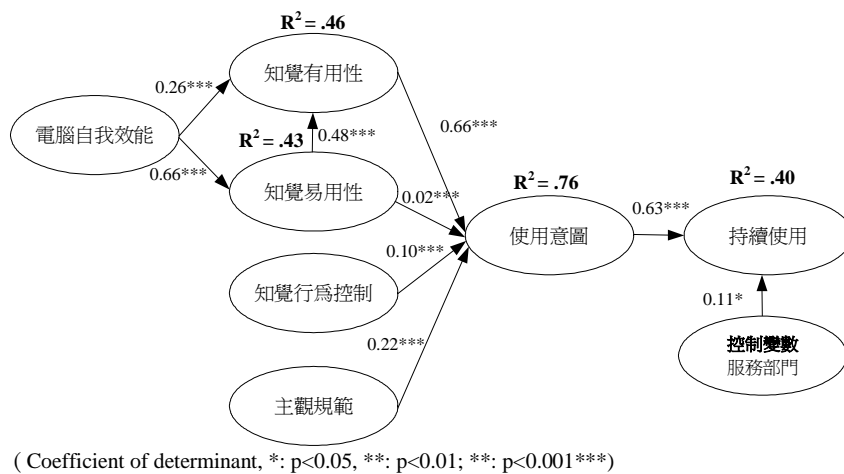 R² = .46
知覺有用性
0.26***
電腦自我效能
R² = .43
0.48***
0.66***
0.66***
知覺易用性
0.02***
R² = .76
使用意圖
0.63***
R² = .40
持續使用
0.10***
知覺行為控制
0.11*
控制變數
服務部門
0.22***
主觀規範
( Coefficient of determinant, *: p<0.05, **: p<0.01; **: p<0.001***)